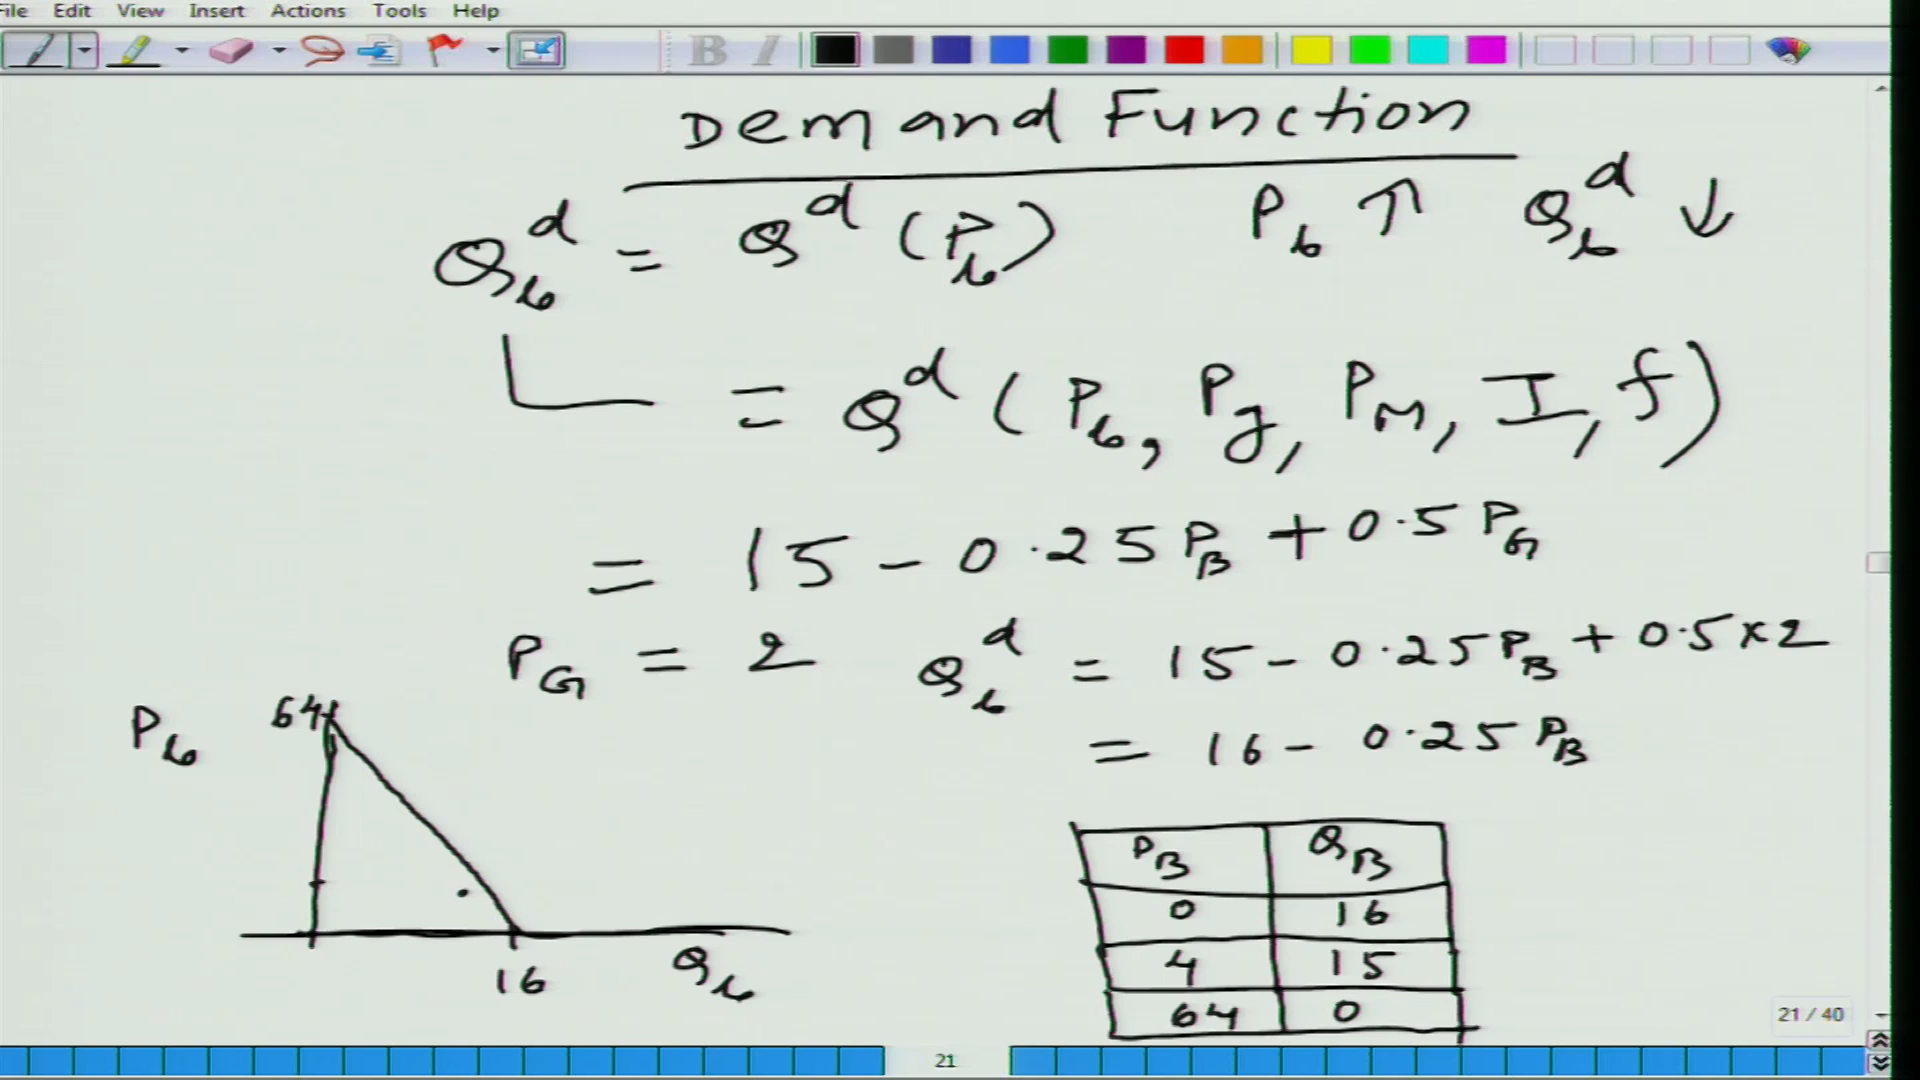 File Edit View Insert Actions Tools Help
B I
Demand Function
Q_b^d = Q^d (P_b) P_b ↑ Q_b^d ↓
= Q^d (P_b, P_g, P_M, I, f)
= 15 - 0.25 P_B + 0.5 P_G
P_G = 2 Q_b^d = 15 - 0.25 P_B + 0.5 x 2
= 16 - 0.25 P_B
P_b 64
16 Q_b
P_B Q_B
0 16
4 15
64 0
21 / 40
21